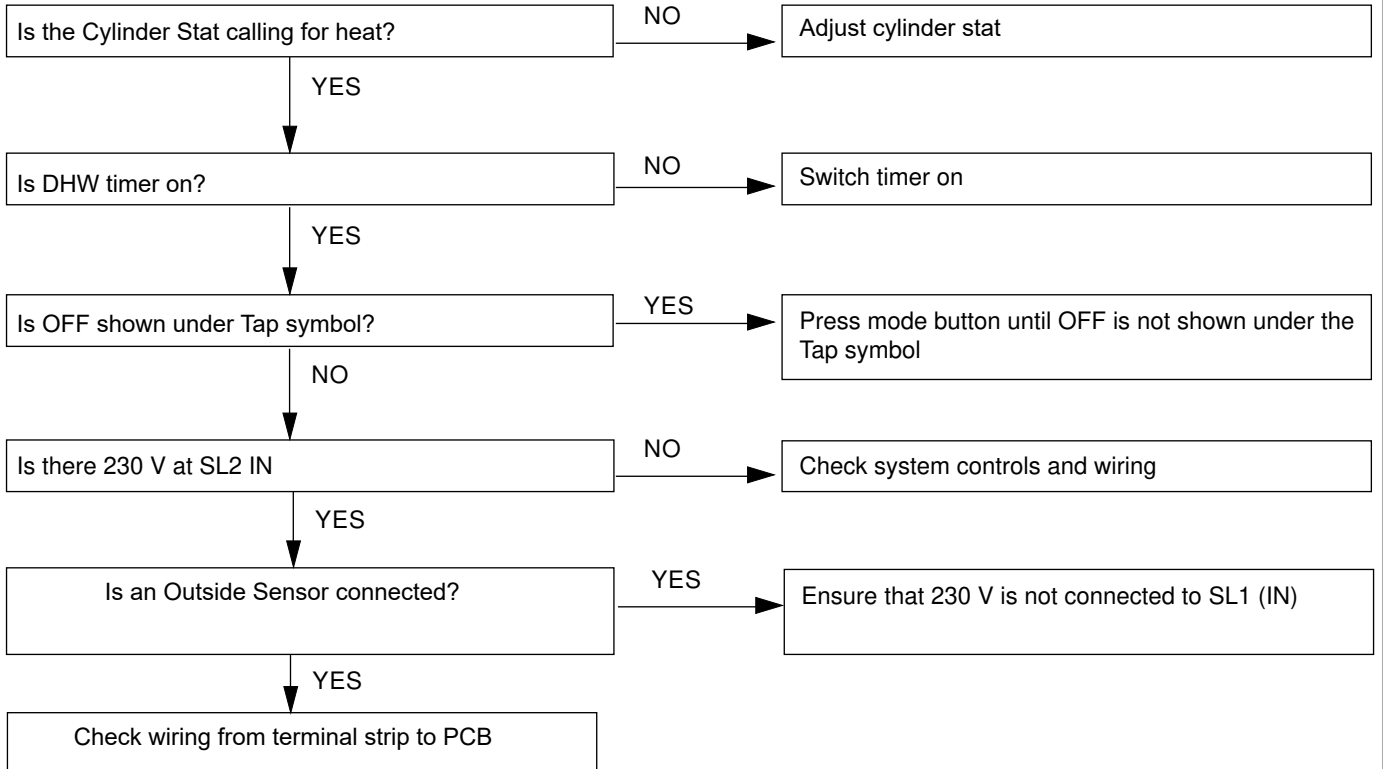 Is the Cylinder Stat calling for heat?
NO
Adjust cylinder stat
YES
Is DHW timer on?
NO
Switch timer on
YES
Is OFF shown under Tap symbol?
YES
Press mode button until OFF is not shown under the
Tap symbol
NO
Is there 230 V at SL2 IN
NO
Check system controls and wiring
YES
Is an Outside Sensor connected?
YES
Ensure that 230 V is not connected to SL1 (IN)
YES
Check wiring from terminal strip to PCB